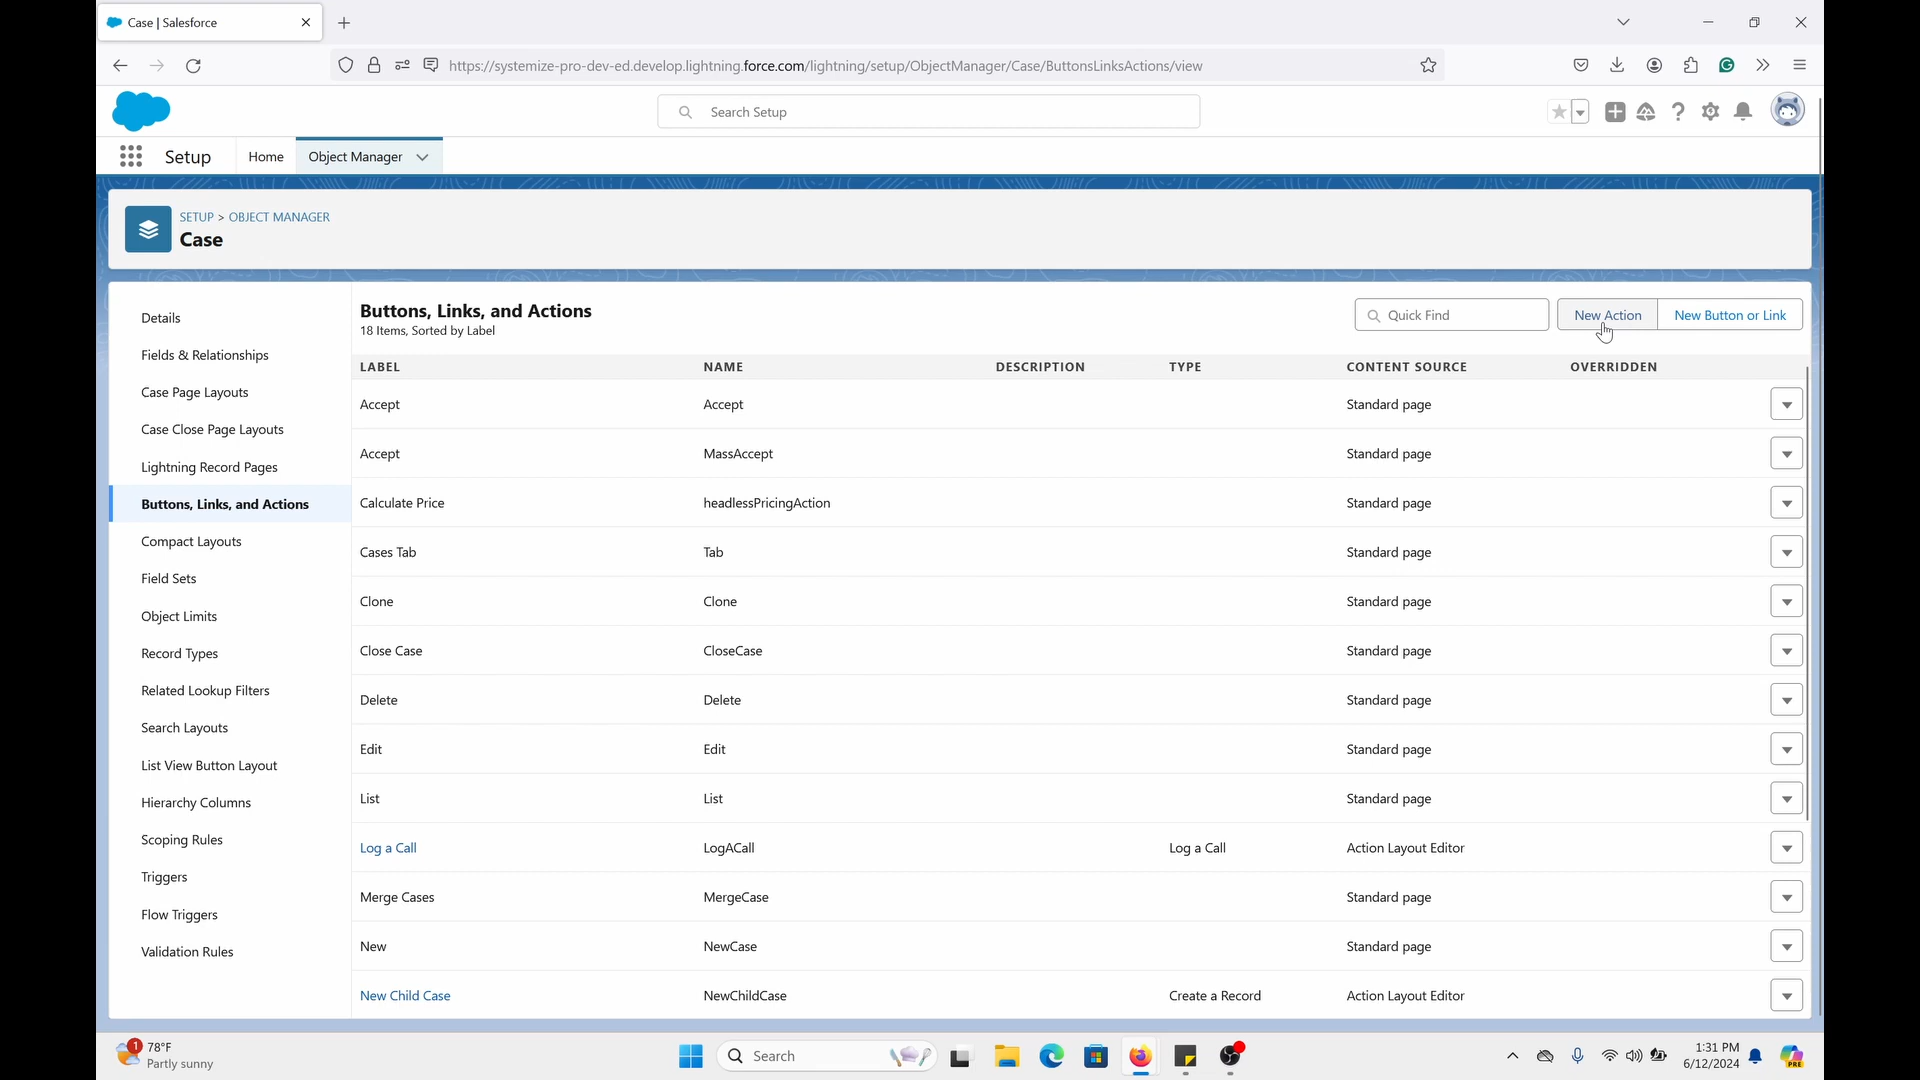 Case | Salesforce
https://systemize-pro-dev-ed.develop.lightning.force.com/lightning/setup/ObjectManager/Case/ButtonsLinksActions/view
Search Setup
Setup
Home
Object Manager
SETUP > OBJECT MANAGER
Case
Details
Fields & Relationships
Case Page Layouts
Case Close Page Layouts
Lightning Record Pages
Buttons, Links, and Actions
Compact Layouts
Field Sets
Object Limits
Record Types
Related Lookup Filters
Search Layouts
List View Button Layout
Hierarchy Columns
Scoping Rules
Triggers
Flow Triggers
Validation Rules
Buttons, Links, and Actions
18 Items, Sorted by Label
Quick Find
New Action
New Button or Link
LABEL NAME DESCRIPTION TYPE CONTENT SOURCE OVERRIDDEN
Accept Accept Standard page
Accept MassAccept Standard page
Calculate Price headlessPricingAction Standard page
Cases Tab Tab Standard page
Clone Clone Standard page
Close Case CloseCase Standard page
Delete Delete Standard page
Edit Edit Standard page
List List Standard page
Log a Call LogACall Log a Call Action Layout Editor
Merge Cases MergeCase Standard page
New NewCase Standard page
New Child Case NewChildCase Create a Record Action Layout Editor
1
78°F
Partly sunny
Search
1:31 PM
6/12/2024
PRE